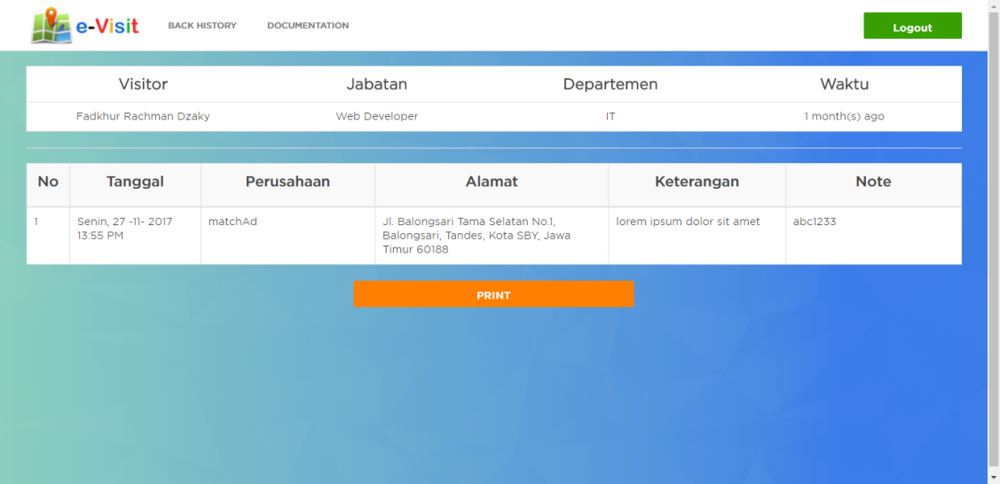 e-Visit BACK HISTORY DOCUMENTATION Logout
Visitor Jabatan Departemen Waktu
Fadkhur Rachman Dzaky Web Developer IT 1 month(s) ago
No Tanggal Perusahaan Alamat Keterangan Note
1 Senin, 27 -11- 2017 matchAd Jl. Balongsari Tama Selatan No.1, lorem ipsum dolor sit amet abc1233
13:55 PM Balongsari, Tandes, Kota SBY, Jawa
Timur 60188
PRINT